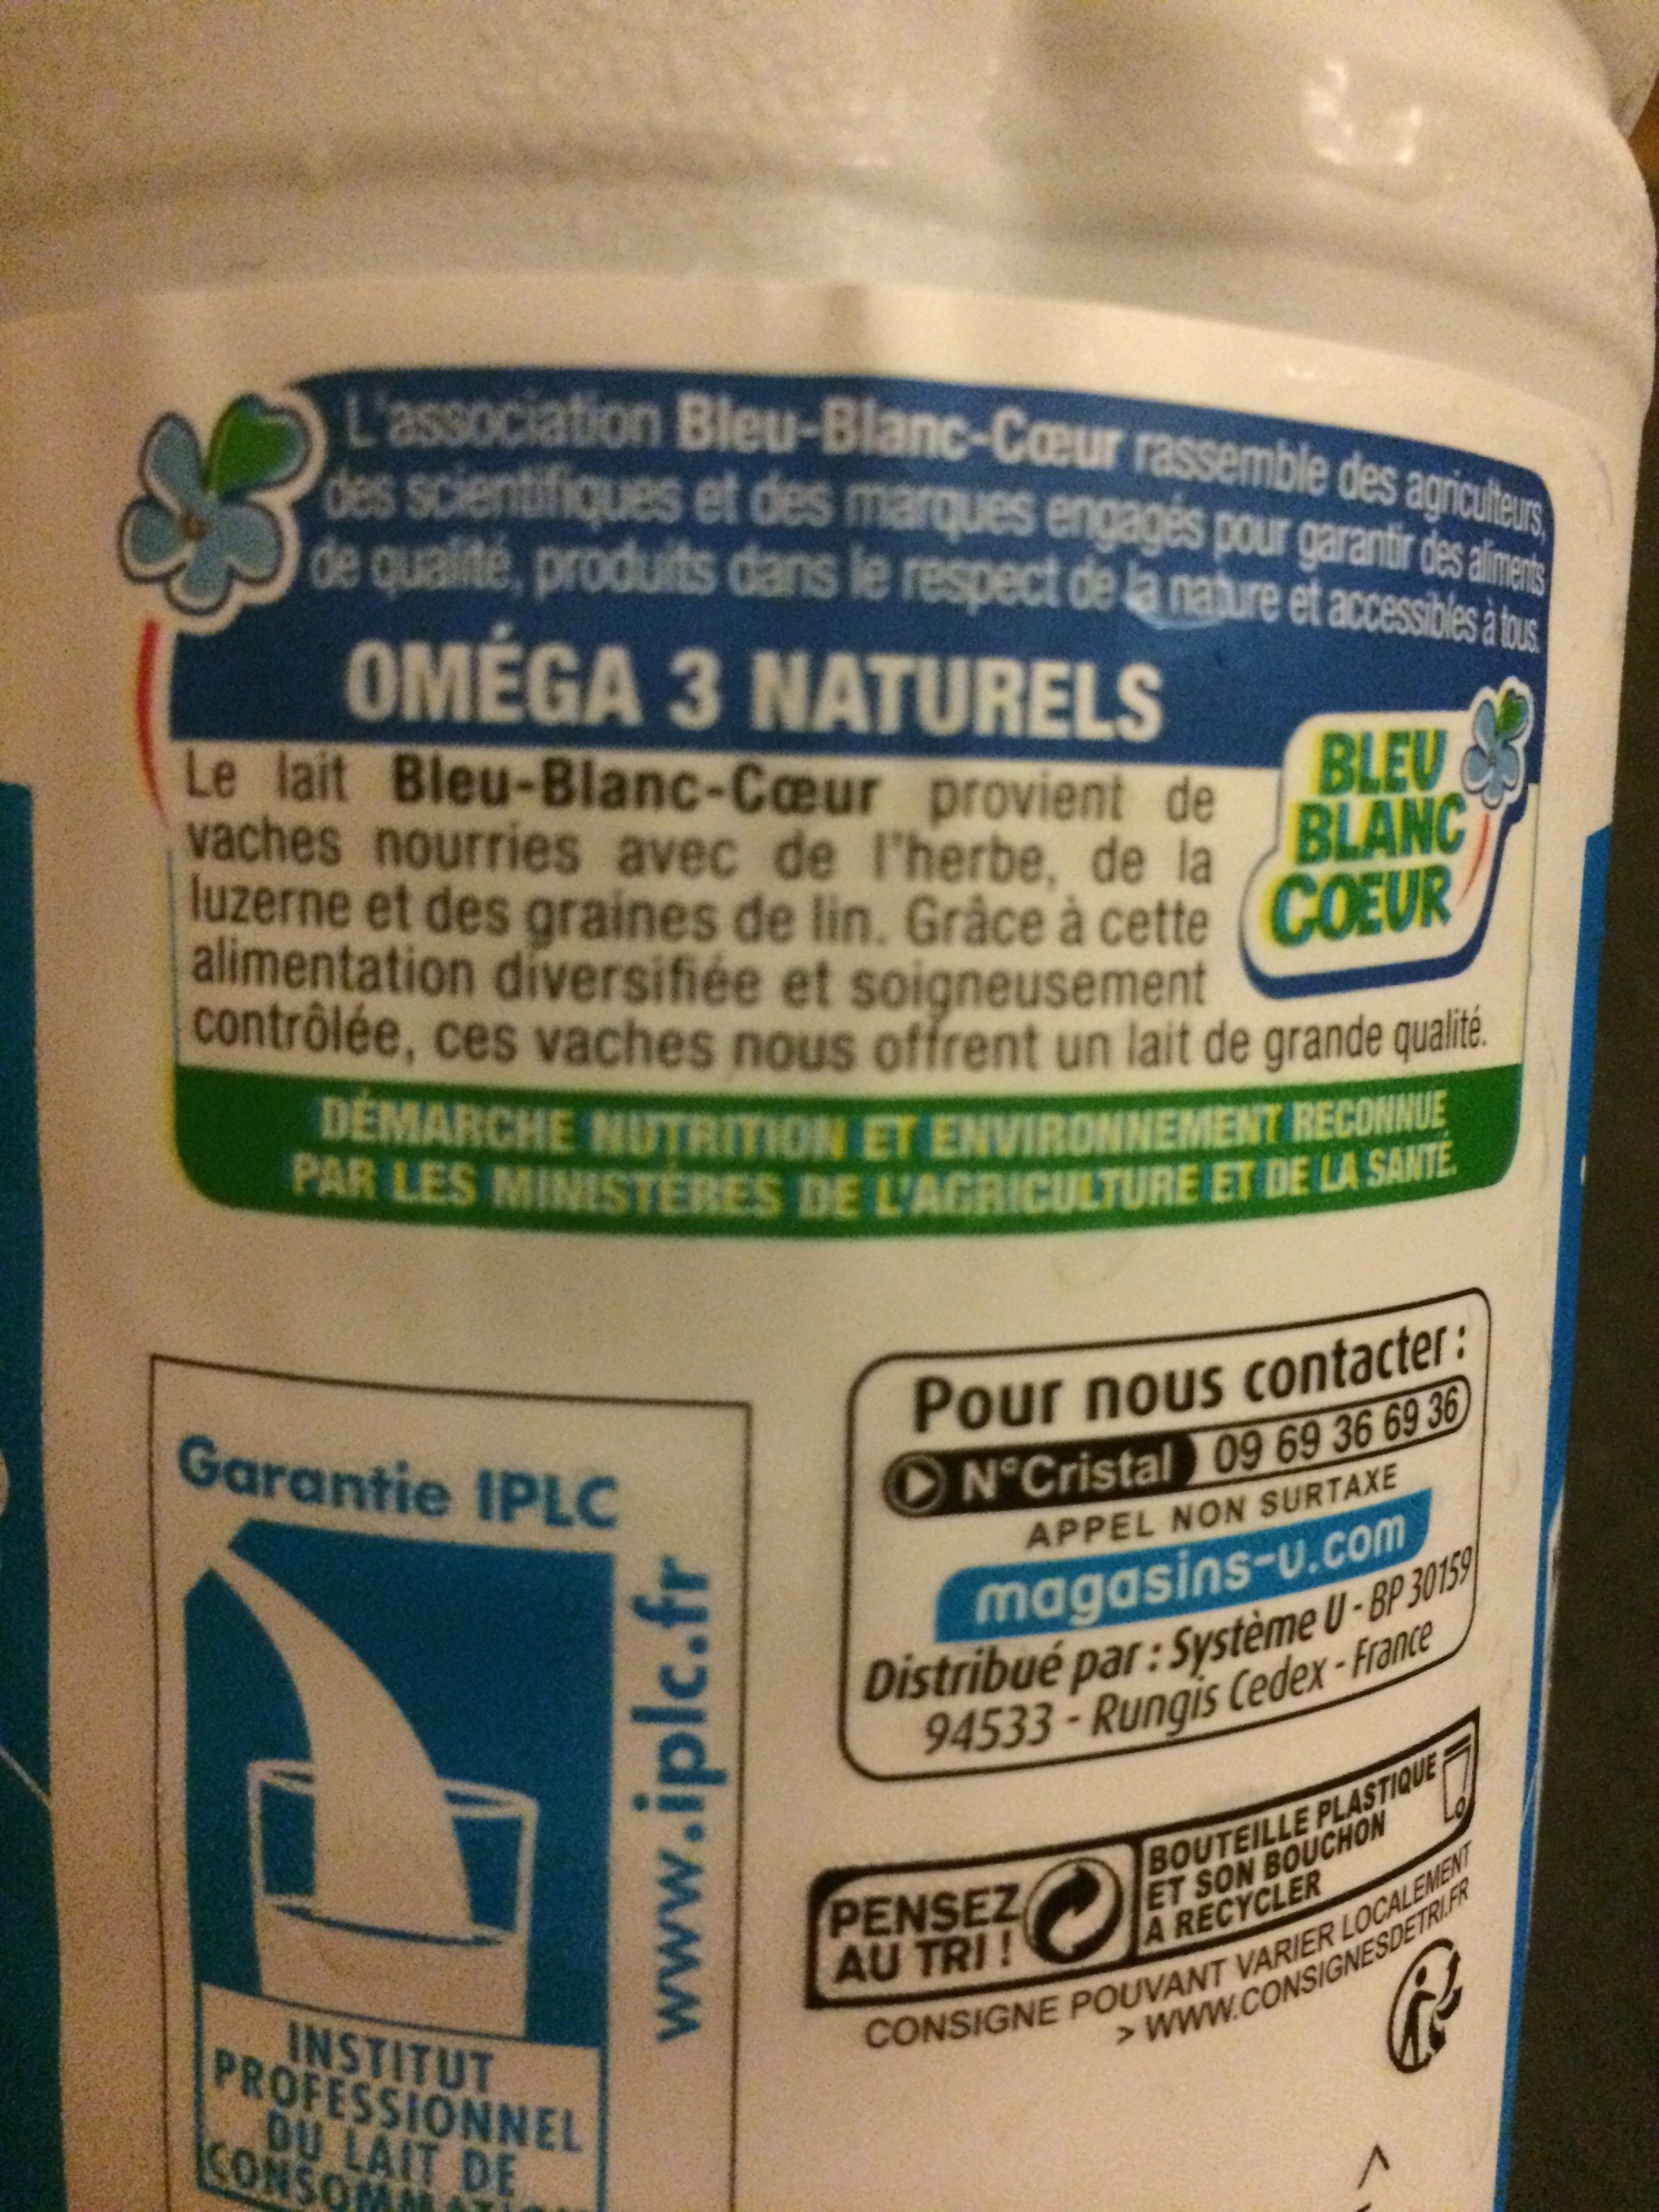 L'association Bleu-Blanc-Cœur rassemble des agriculteurs,
des scientifiques et des marques engagés pour garantir des aliments
de qualité, produits dans le respect de la nature et accessibles à tous.
OMÉGA 3 NATURELS
Le lait Bleu-Blanc-Cœur provient de
vaches nourries avec de l'herbe, de la
luzerne et des graines de lin. Grâce à cette
alimentation diversifiée et soigneusement
contrôlée, ces vaches nous offrent un lait de grande qualité.
BLEU
BLANC
COEUR
DÉMARCHE NUTRITION ET ENVIRONNEMENT RECONNUE
PAR LES MINISTÈRES DE L'AGRICULTURE ET DE LA SANTÉ.
Garantie IPLC
www.iplc.fr
INSTITUT
PROFESSIONNEL
DU LAIT DE
Pour nous contacter :
N°Cristal 09 69 36 69 36
APPEL NON SURTAXE
magasins-u.com
Distribué par : Système U - BP 30159
94533 - Rungis Cedex - France
PENSEZ
AU TRI !
BOUTEILLE PLASTIQUE
ET SON BOUCHON
A RECYCLER
CONSIGNE POUVANT VARIER LOCALEMENT
> WWW.CONSIGNESDETRI.FR